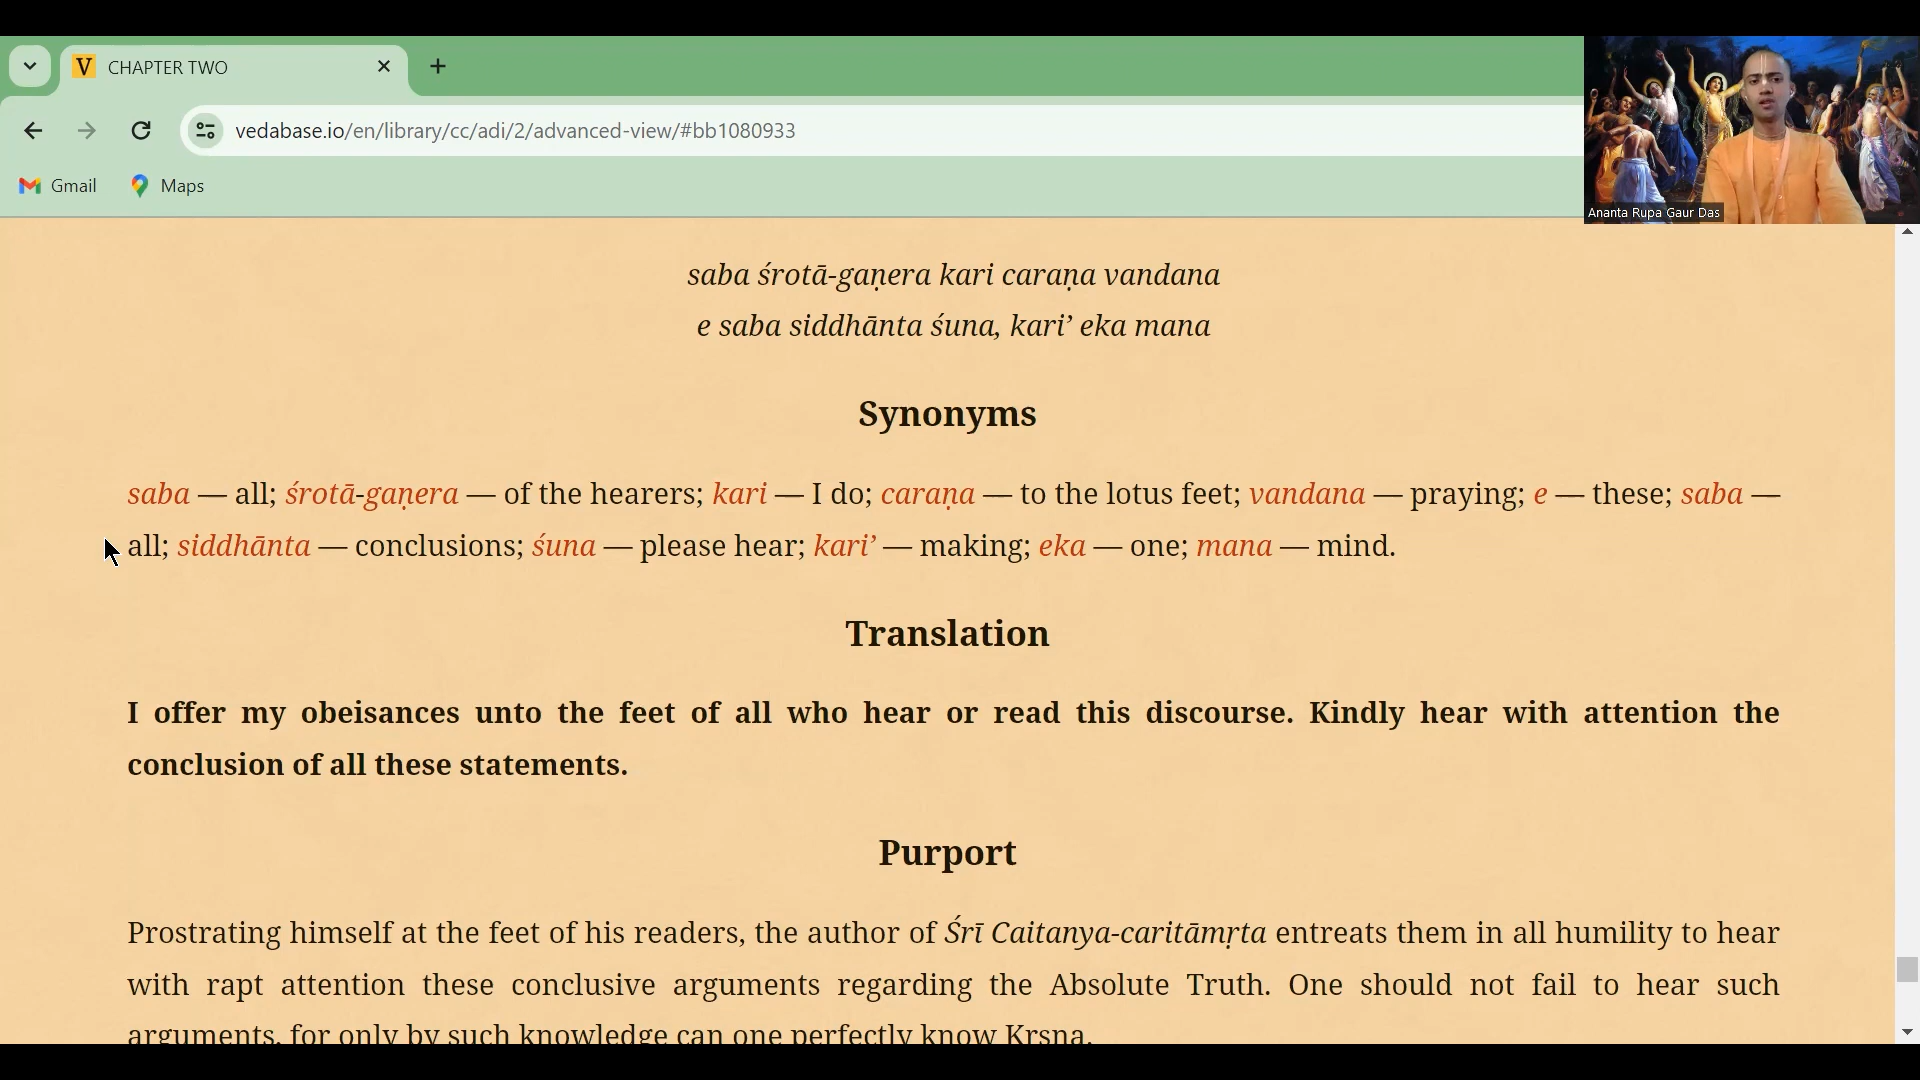 V CHAPTER TWO
vedabase.io/en/library/cc/adi/2/advanced-view/#bb1080933
Gmail Maps
Ananta Rupa Gaur Das
saba śrotā-gaṇera kari caraṇa vandana
e saba siddhānta śuna, kari’ eka mana
Synonyms
saba — all; śrotā-gaṇera — of the hearers; kari — I do; caraṇa — to the lotus feet; vandana — praying; e — these; saba —
all; siddhānta — conclusions; śuna — please hear; kari’ — making; eka — one; mana — mind.
Translation
I offer my obeisances unto the feet of all who hear or read this discourse. Kindly hear with attention the
conclusion of all these statements.
Purport
Prostrating himself at the feet of his readers, the author of Śrī Caitanya-caritāmṛta entreats them in all humility to hear
with rapt attention these conclusive arguments regarding the Absolute Truth. One should not fail to hear such
arguments, for only by such knowledge can one perfectly know Kṛṣṇa.